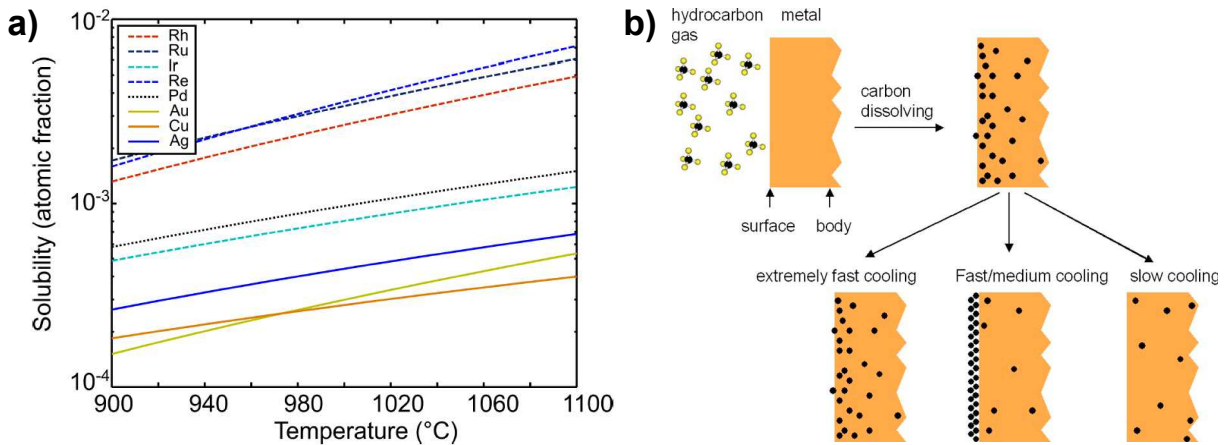 a)
Solubility (atomic fraction)
10-2
10-3
10-4
Rh
Ru
Ir
Re
Pd
Au
Cu
Ag
900
940
980
1020
1060
1100
Temperature (°C)
b)
hydrocarbon
gas
metal
carbon
dissolving
surface
body
extremely fast cooling
Fast/medium cooling
slow cooling